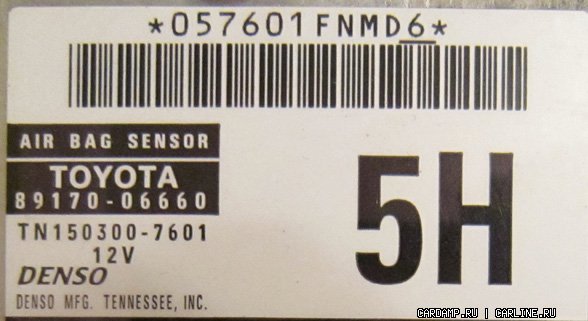 *057601FNMD6*
AIR BAG SENSOR
TOYOTA
89170-06660
TN150300-7601
12V
DENSO
DENSO MFG. TENNESSEE, INC.
5H
CARDAMP.RU | CARLINE.RU